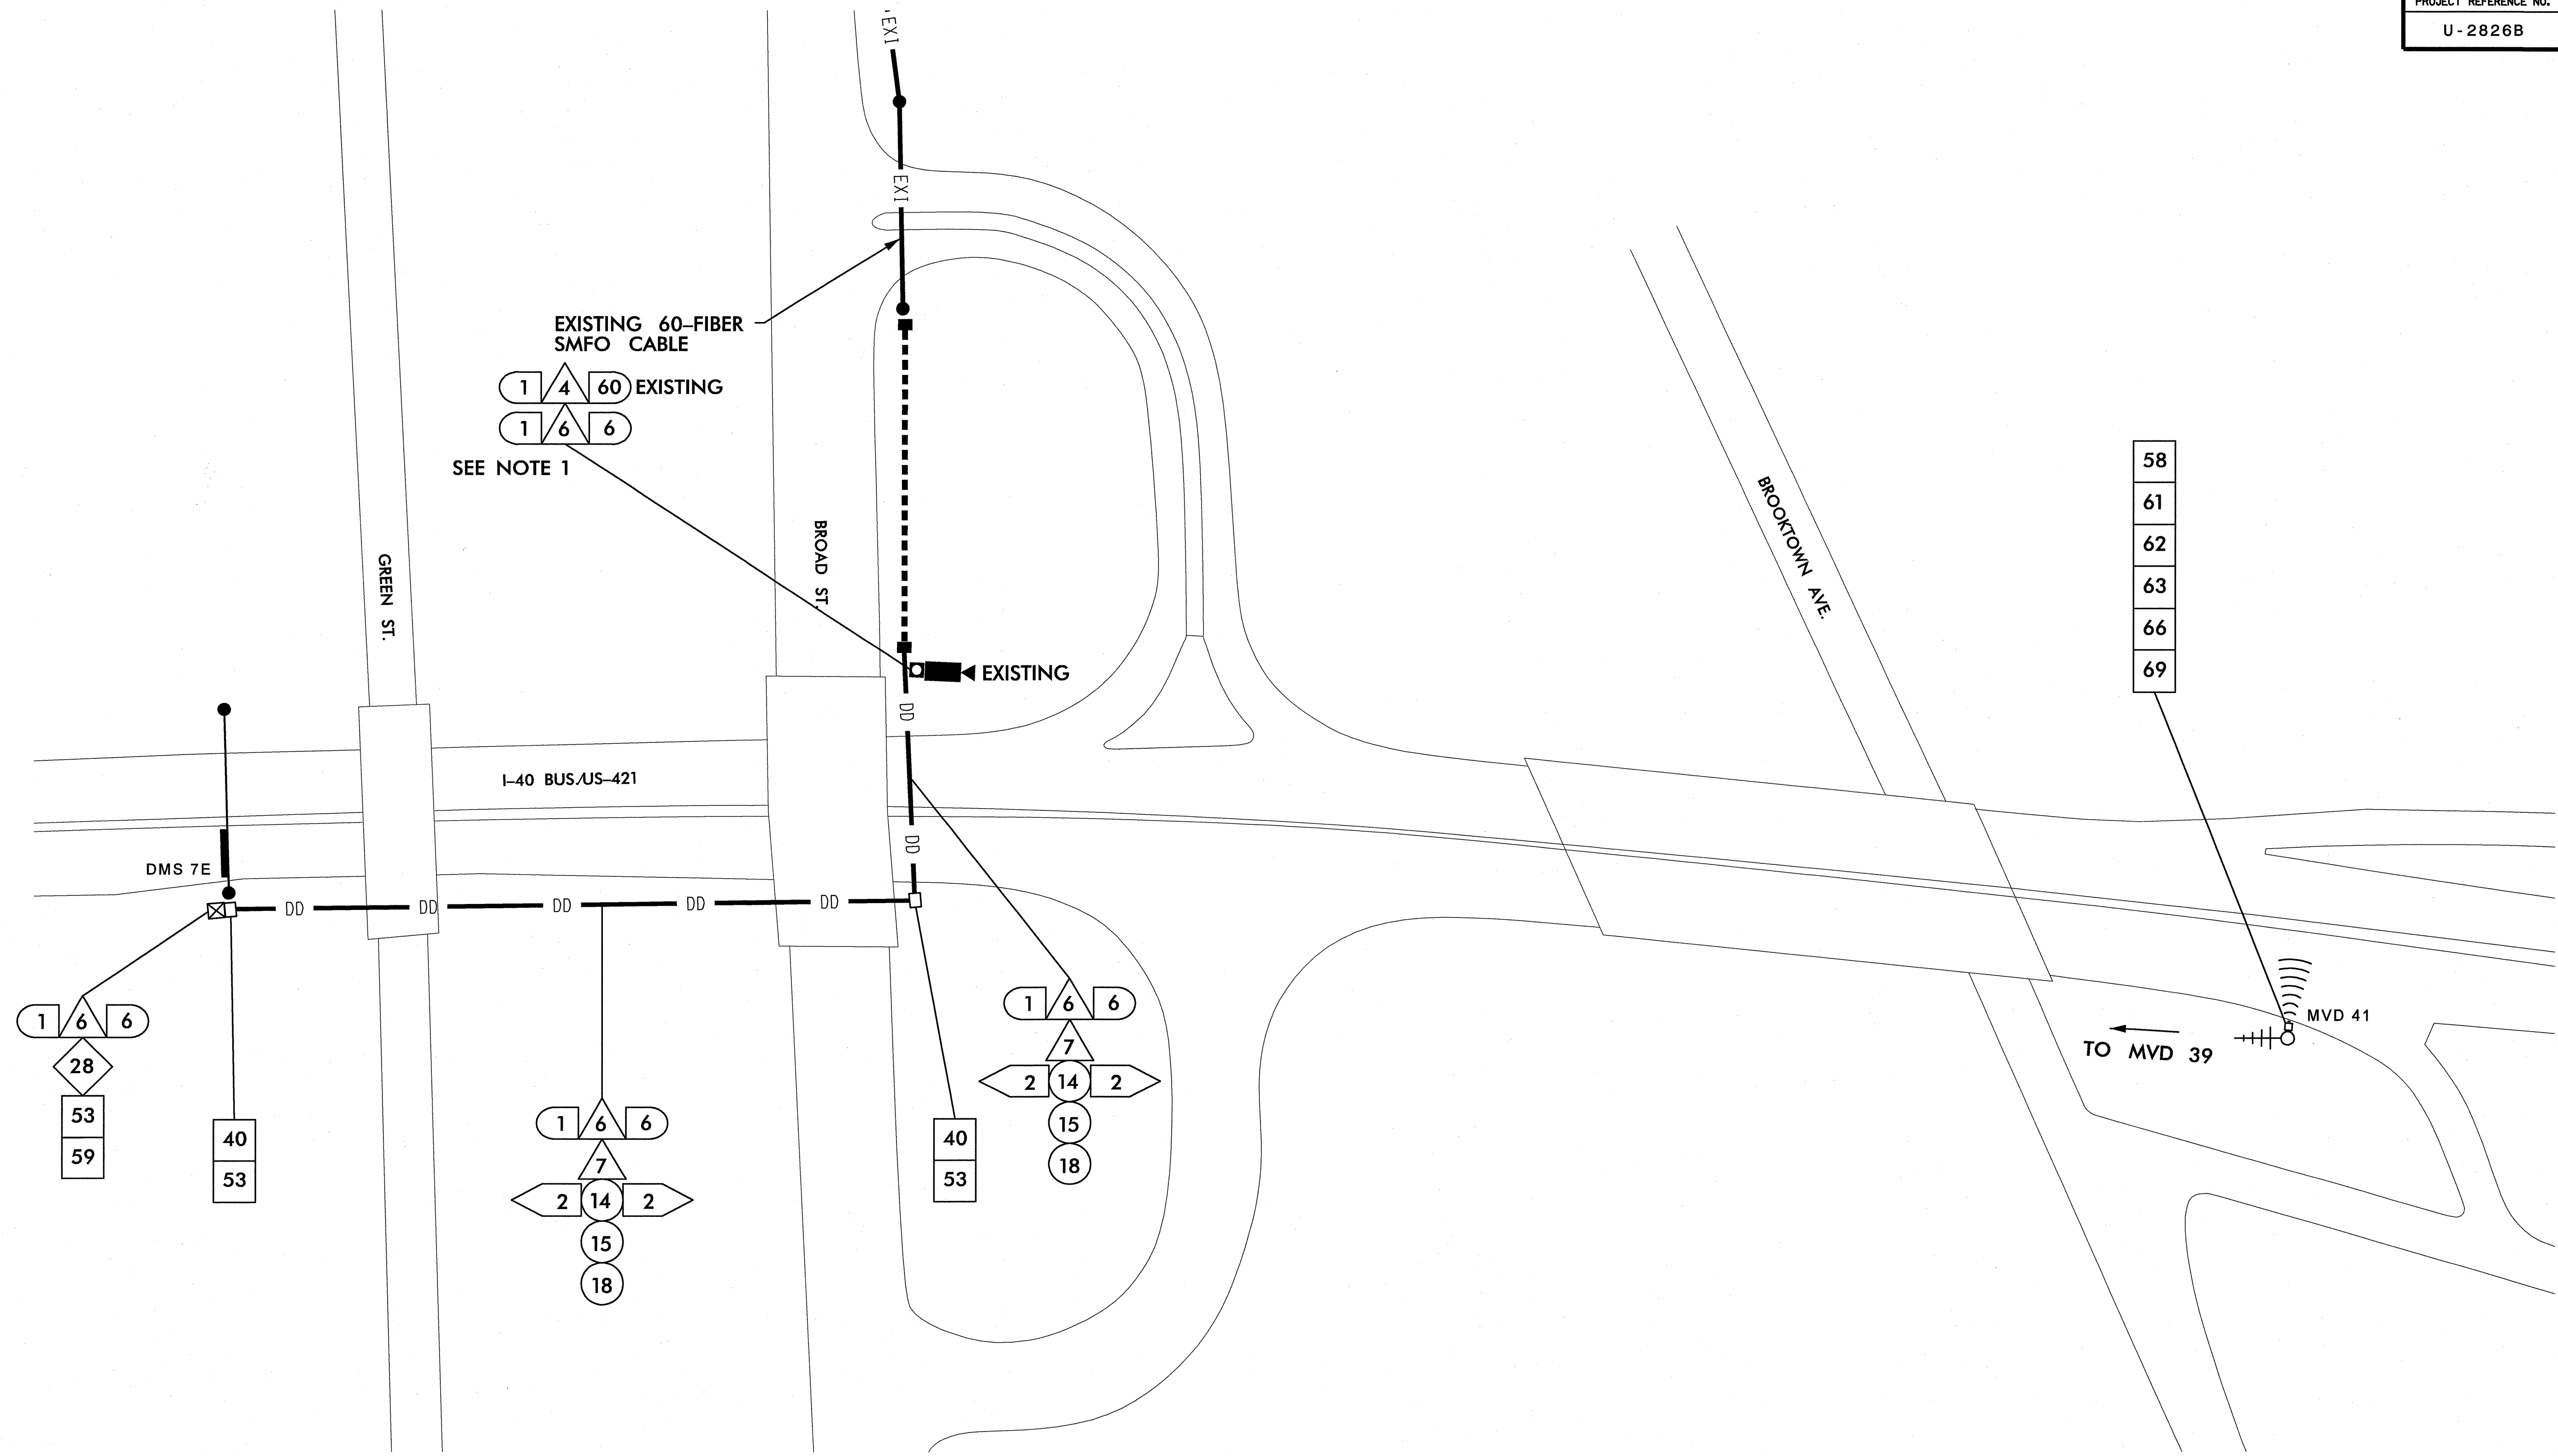 PROJECT REFERENCE NO.
U-2826B
EXI
EXI
EXISTING 60-FIBER
SMFO CABLE
1 4 60 EXISTING
1 6 6
SEE NOTE 1
GREEN ST.
BROAD ST.
BROOKTOWN AVE.
58
61
62
63
66
69
EXISTING
DD
I-40 BUS./US-421
DD
DMS 7E
DD DD DD DD DD
1 6 6
28
53
59
40
53
1 6 6
7
2 14 2
15
18
40
53
1 6 6
7
2 14 2
15
18
MVD 41
TO MVD 39